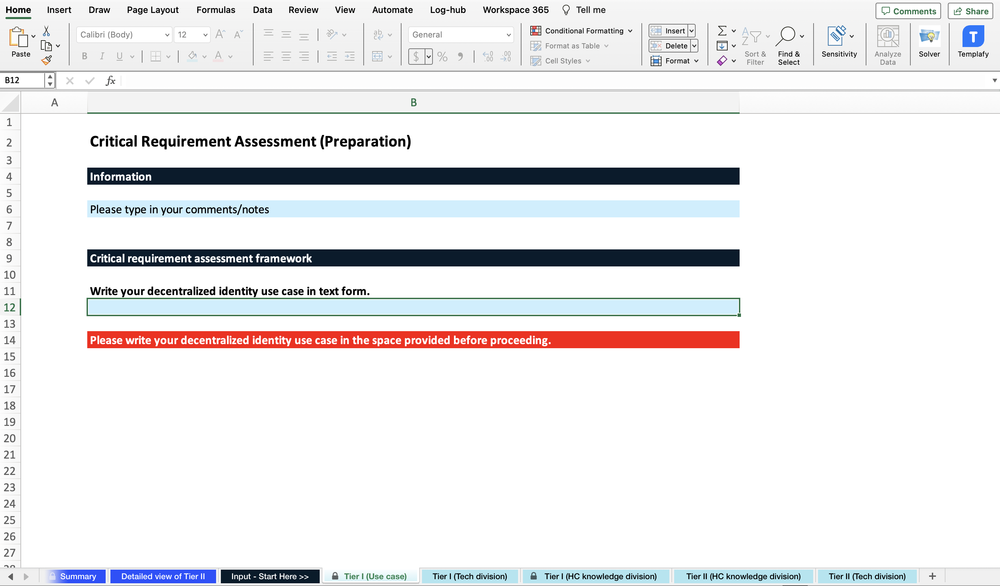 Home Insert Draw Page Layout Formulas Data Review View Automate Log-hub Workspace 365 Tell me Comments Share
Calibri (Body) 12 General Conditional Formatting Insert
Format as Table Delete
Paste Cell Styles Format Sort & Filter Find & Select Sensitivity Analyze Data Solver Templafy
B12 fx
A B
1
2 Critical Requirement Assessment (Preparation)
3
4 Information
5
6 Please type in your comments/notes
7
8
9 Critical requirement assessment framework
10
11 Write your decentralized identity use case in text form.
12
13
14 Please write your decentralized identity use case in the space provided before proceeding.
15
16
17
18
19
20
21
22
23
24
25
26
27
Summary Detailed view of Tier II Input - Start Here >> Tier I (Use case) Tier I (Tech division) Tier I (HC knowledge division) Tier II (HC knowledge division) Tier II (Tech division) +